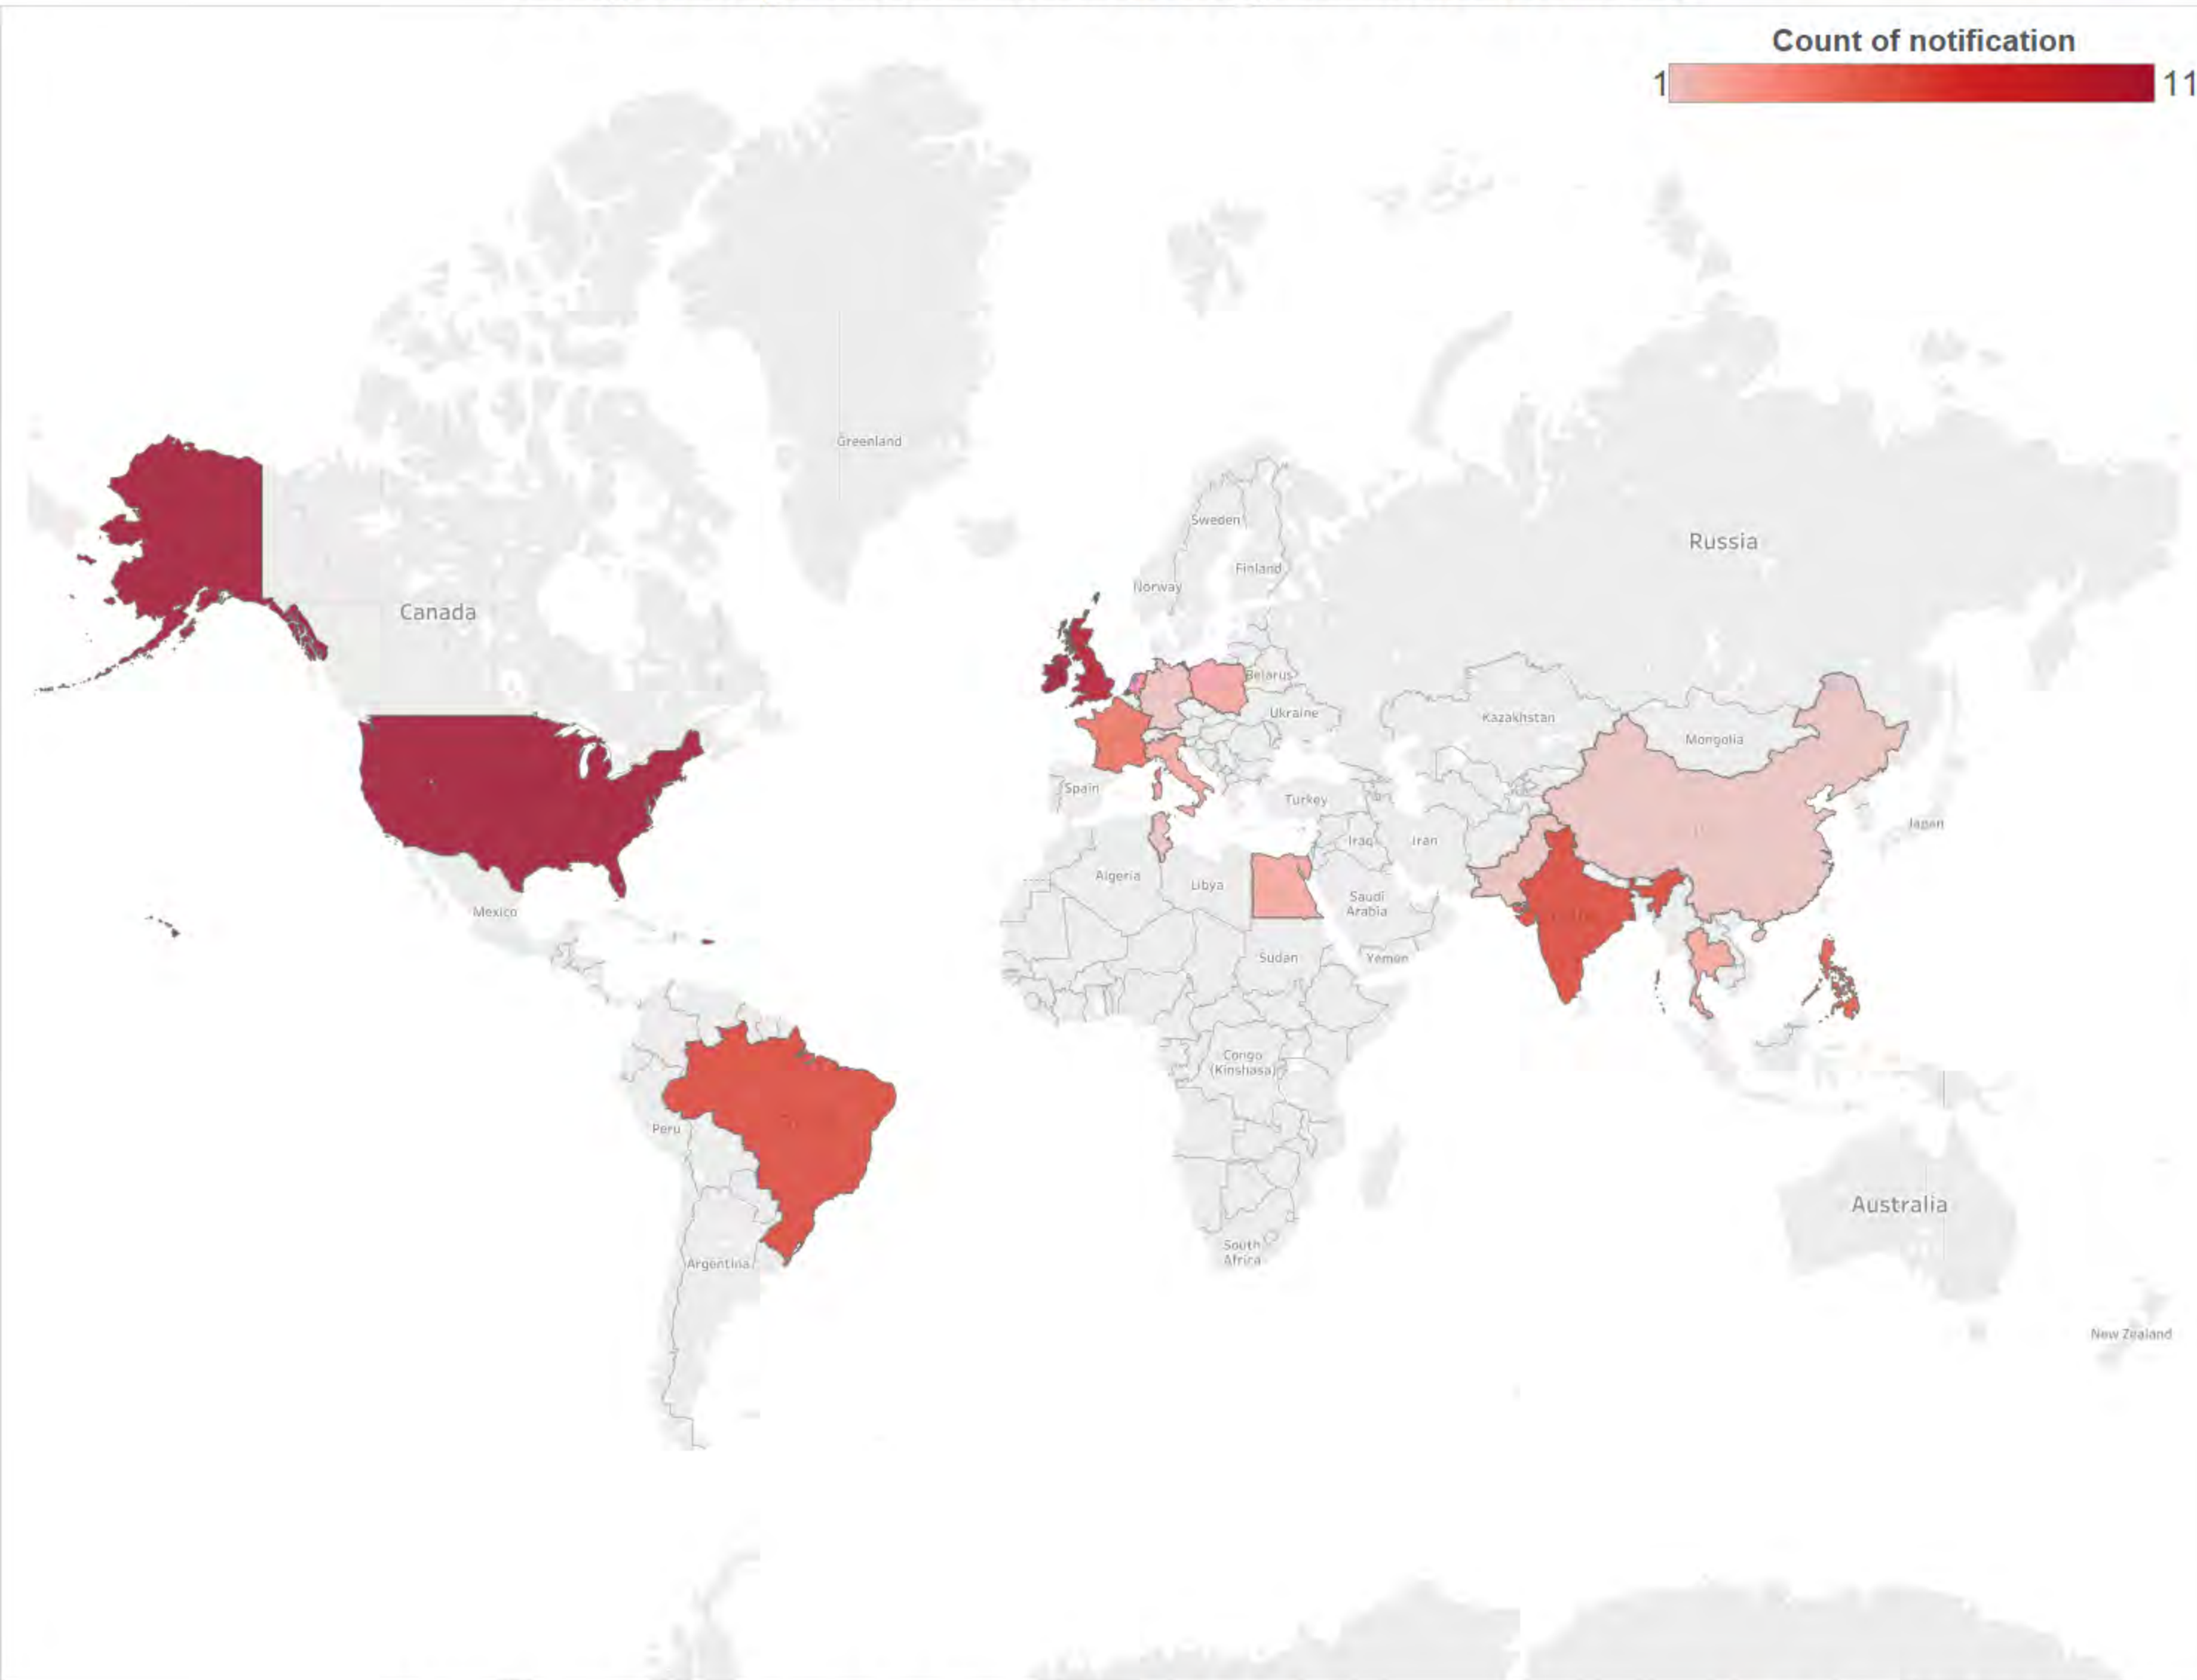 Count of notification
1 11
Greenland
Sweden
Russia
Finland
Norway
Canada
Belarus
Ukraine
Kazakhstan
Mongolia
Spain
Turkey
Japan
Iraq
Iran
Algeria
Libya
Saudi
Arabia
Mexico
Sudan
Yemen
Congo
(Kinshasa)
Peru
Australia
South
Africa
Argentina
New Zealand